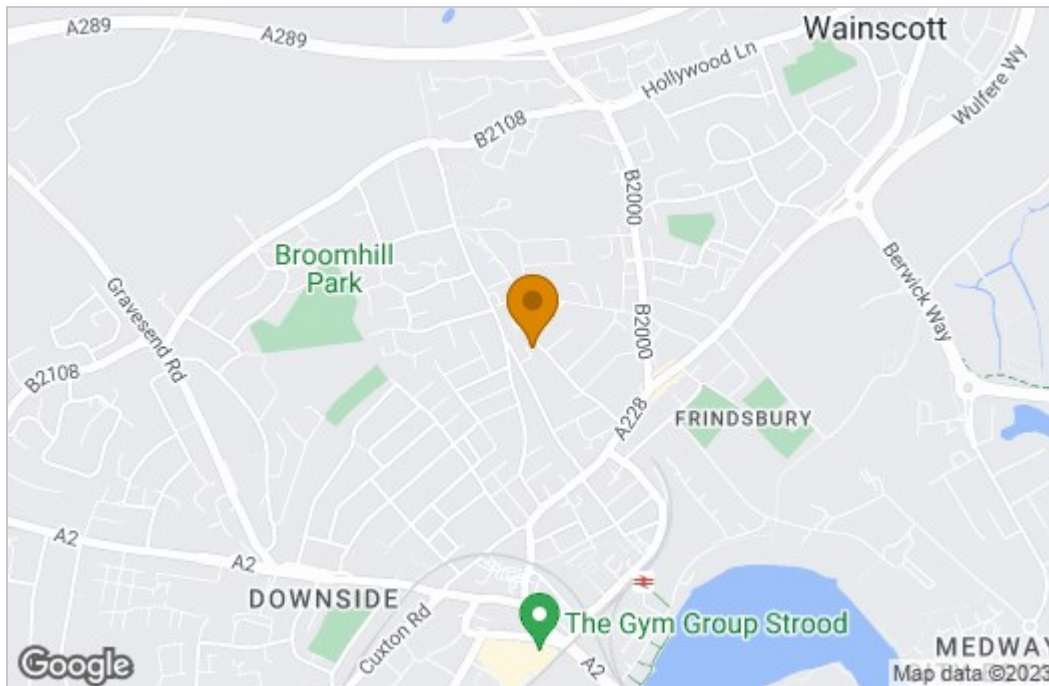 A289
A289
Wainscott
Hollywood Ln
Wulfere Wy
B2108
B2000
Broomhill
Park
Berwick Way
Gravesend Rd
B2000
B2108
A228
FRINDSBURY
A2
A2
DOWNSIDE
The Gym Group Strood
Cuxton Rd
A2
MEDWAY
Google
Map data ©2023